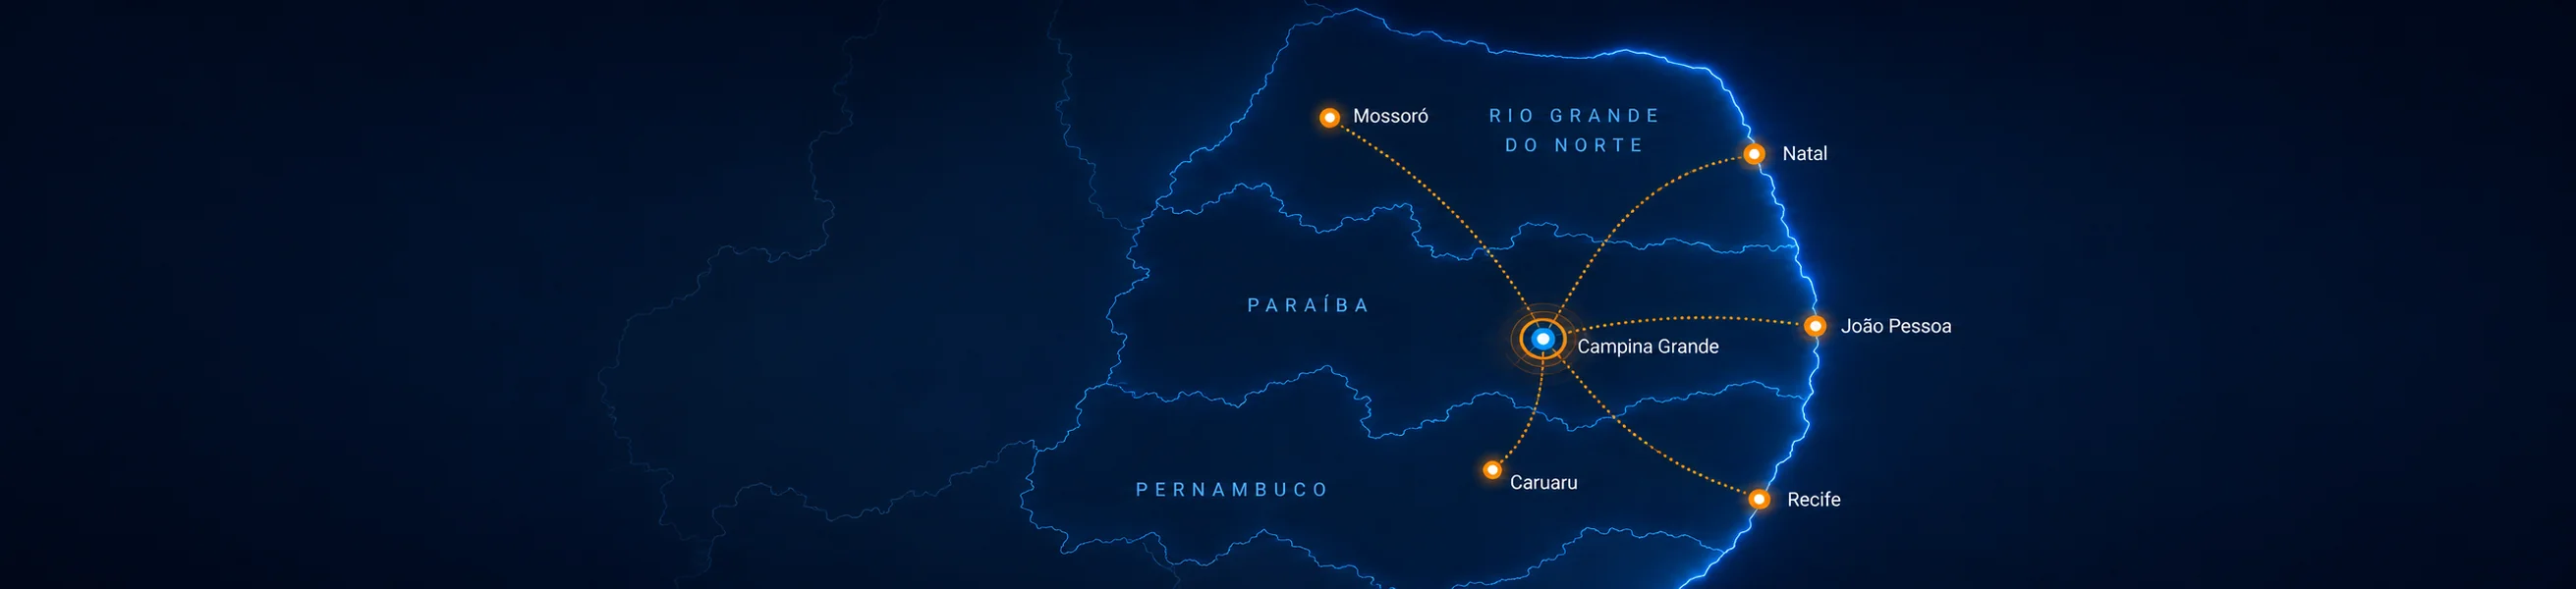 Mossoró
RIO GRANDE
DO NORTE
Natal
PARAÍBA
João Pessoa
Campina Grande
Caruaru
PERNAMBUCO
Recife